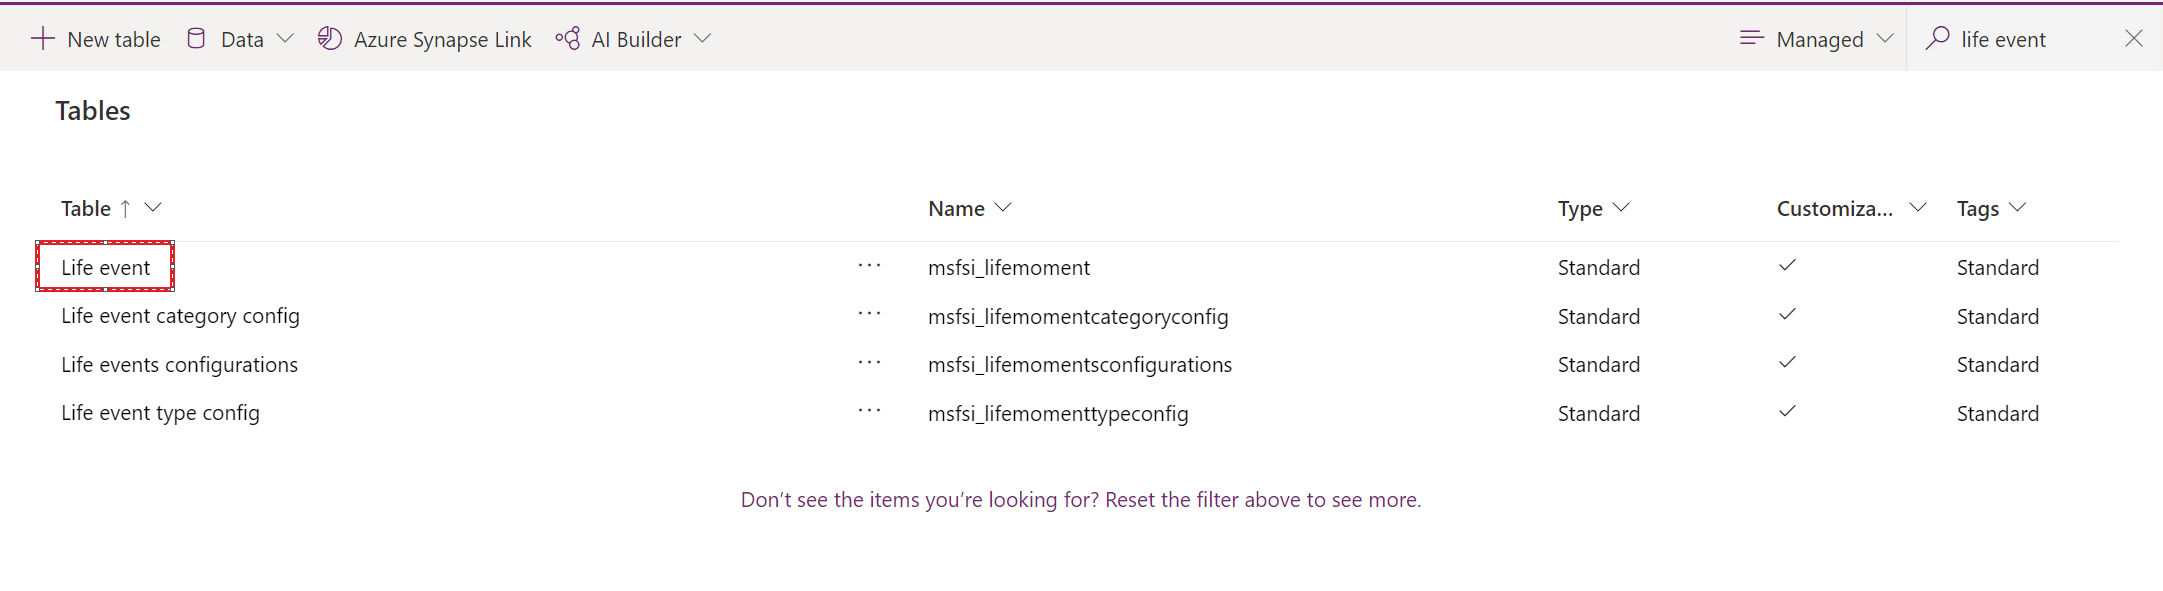 New table Data Azure Synapse Link AI Builder Managed life event
Tables
Table ↑ Name Type Customiza... Tags
Life event ... msfsi_lifemoment Standard ✓ Standard
Life event category config ... msfsi_lifemomentcategoryconfig Standard ✓ Standard
Life events configurations ... msfsi_lifemomentsconfigurations Standard ✓ Standard
Life event type config ... msfsi_lifemomenttypeconfig Standard ✓ Standard
Don’t see the items you’re looking for? Reset the filter above to see more.